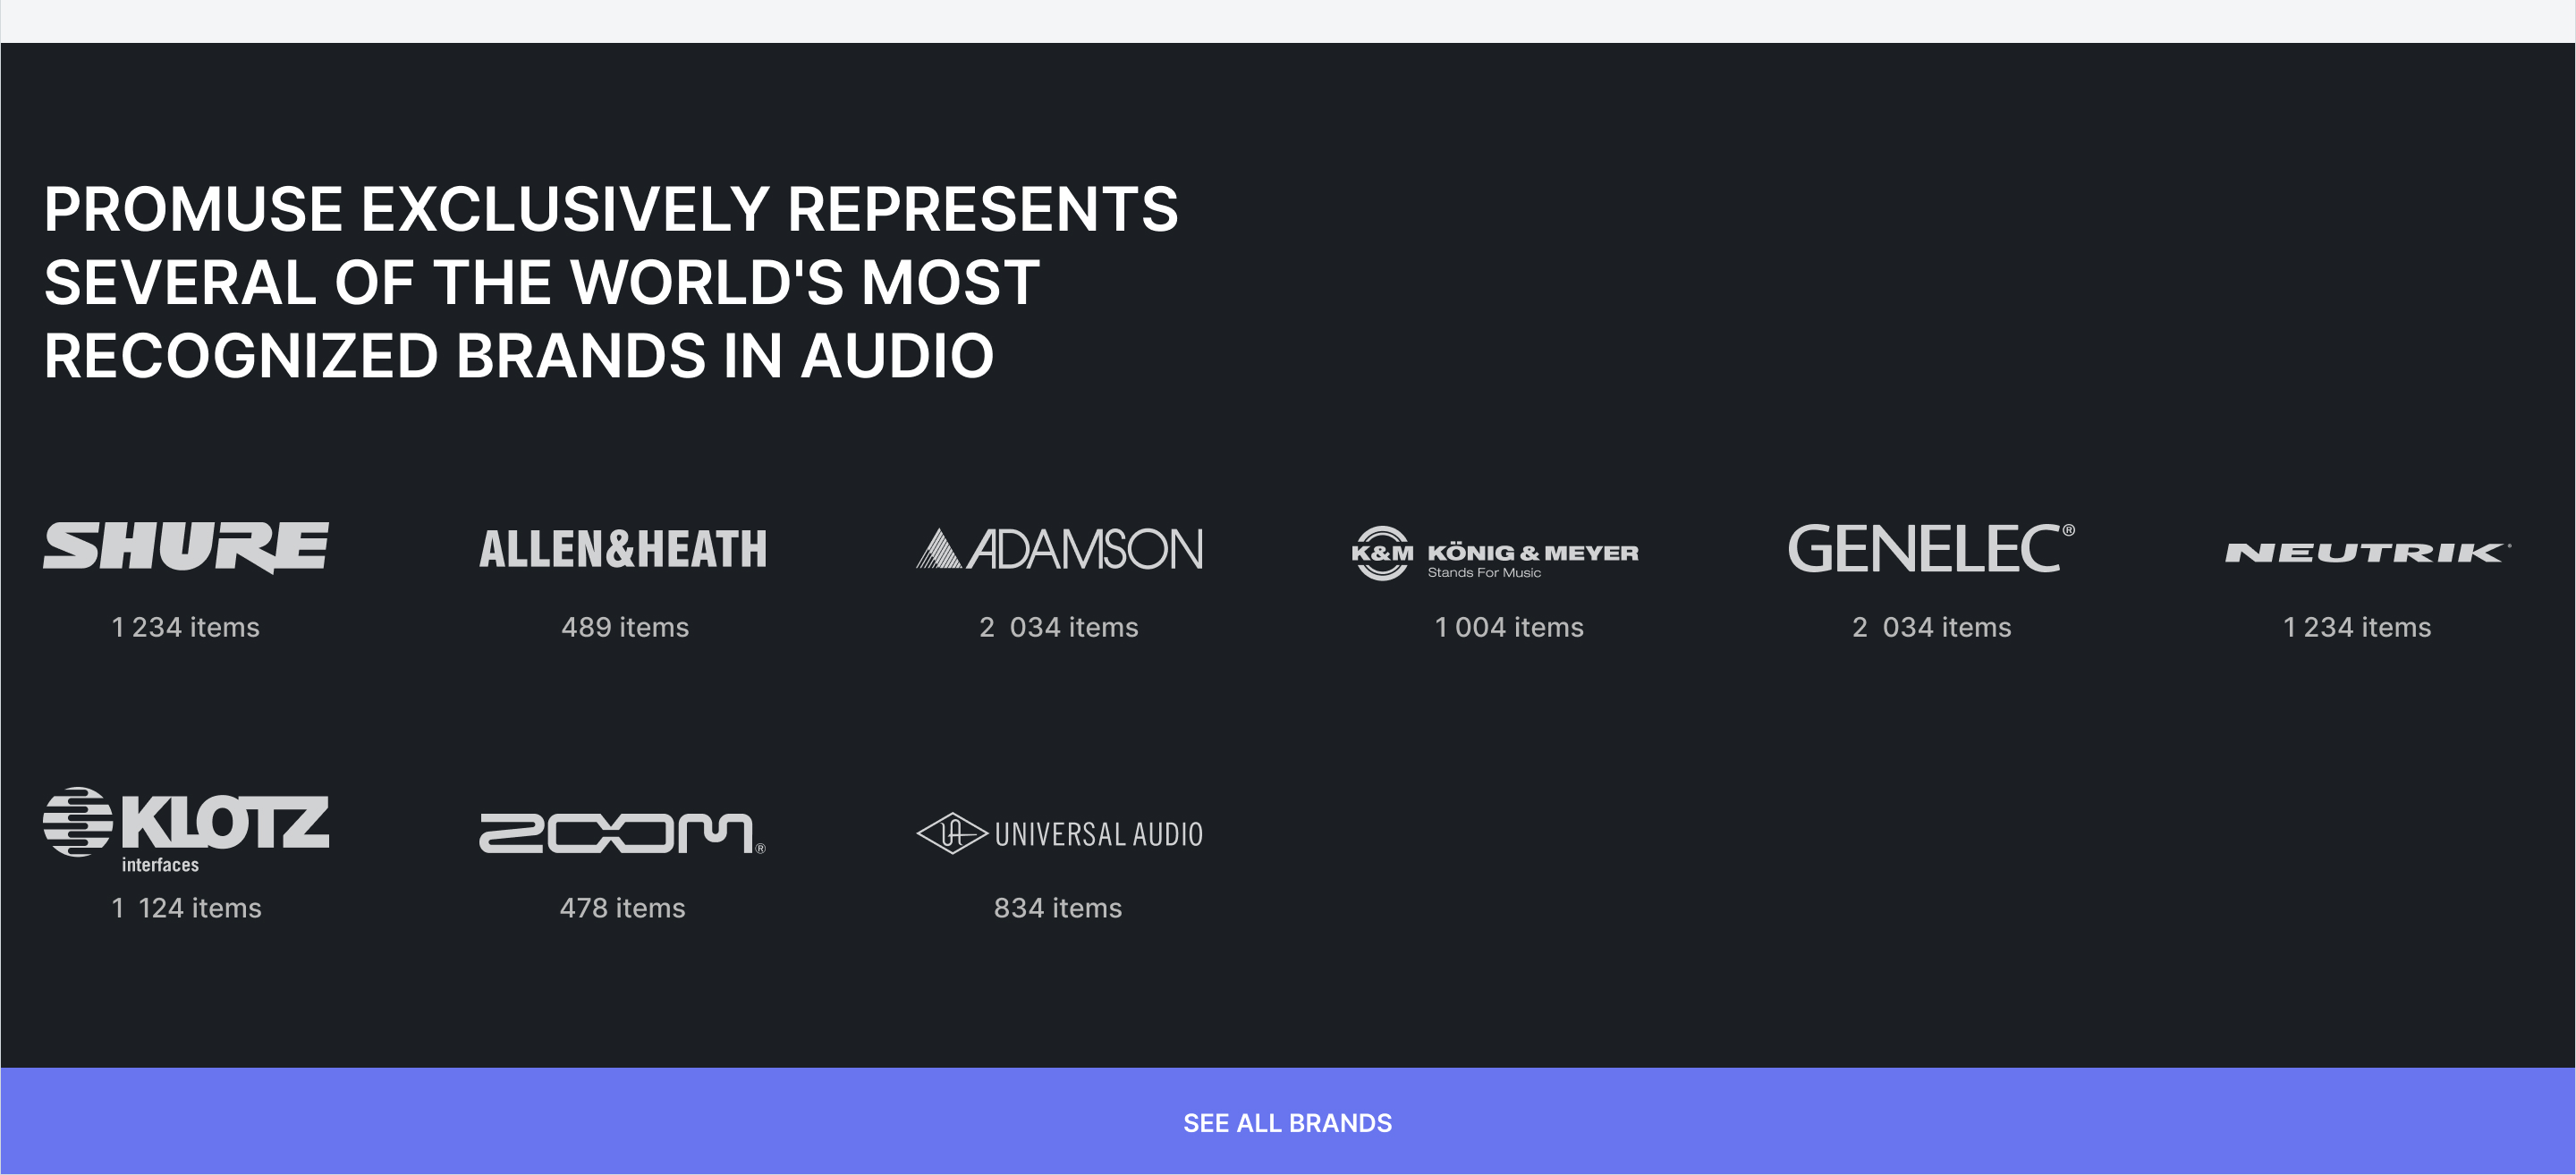 PROMUSE EXCLUSIVELY REPRESENTS
SEVERAL OF THE WORLD'S MOST
RECOGNIZED BRANDS IN AUDIO
SHURE
1 234 items
ALLEN&HEATH
489 items
ADAMSON
2 034 items
K&M KÖNIG & MEYER
Stands For Music
1 004 items
GENELEC®
2 034 items
NEUTRIK
1 234 items
KLOTZ
interfaces
1 124 items
ZOOM®
478 items
UA UNIVERSAL AUDIO
834 items
SEE ALL BRANDS